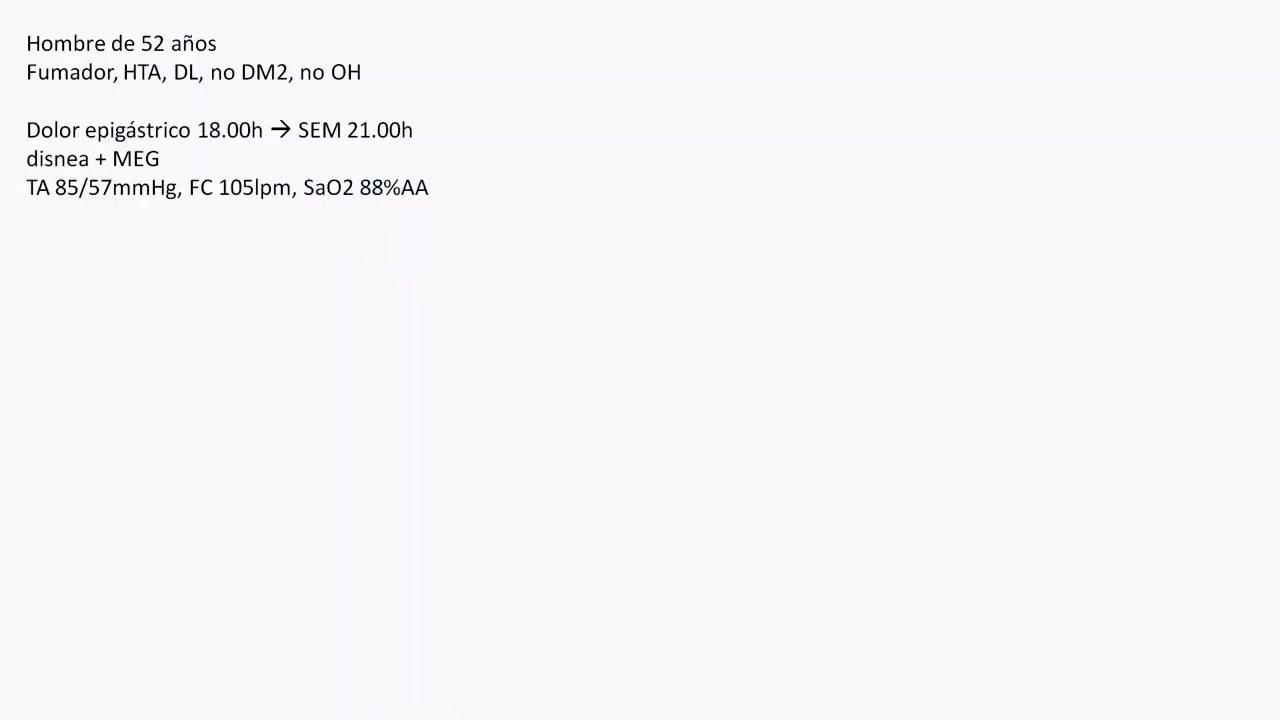 Hombre de 52 años
Fumador, HTA, DL, no DM2, no OH
Dolor epigástrico 18.00h → SEM 21.00h
disnea + MEG
TA 85/57mmHg, FC 105lpm, SaO2 88%AA